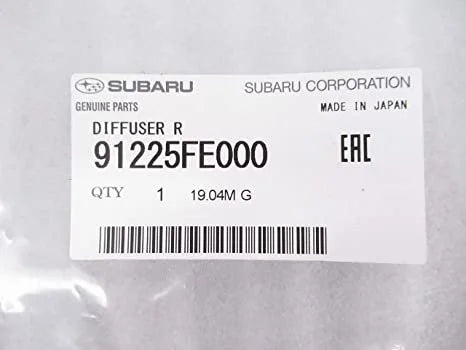 SUBARU SUBARU CORPORATION
GENUINE PARTS MADE IN JAPAN
DIFFUSER R
91225FE000 EAC
QTY 1 19.04M G